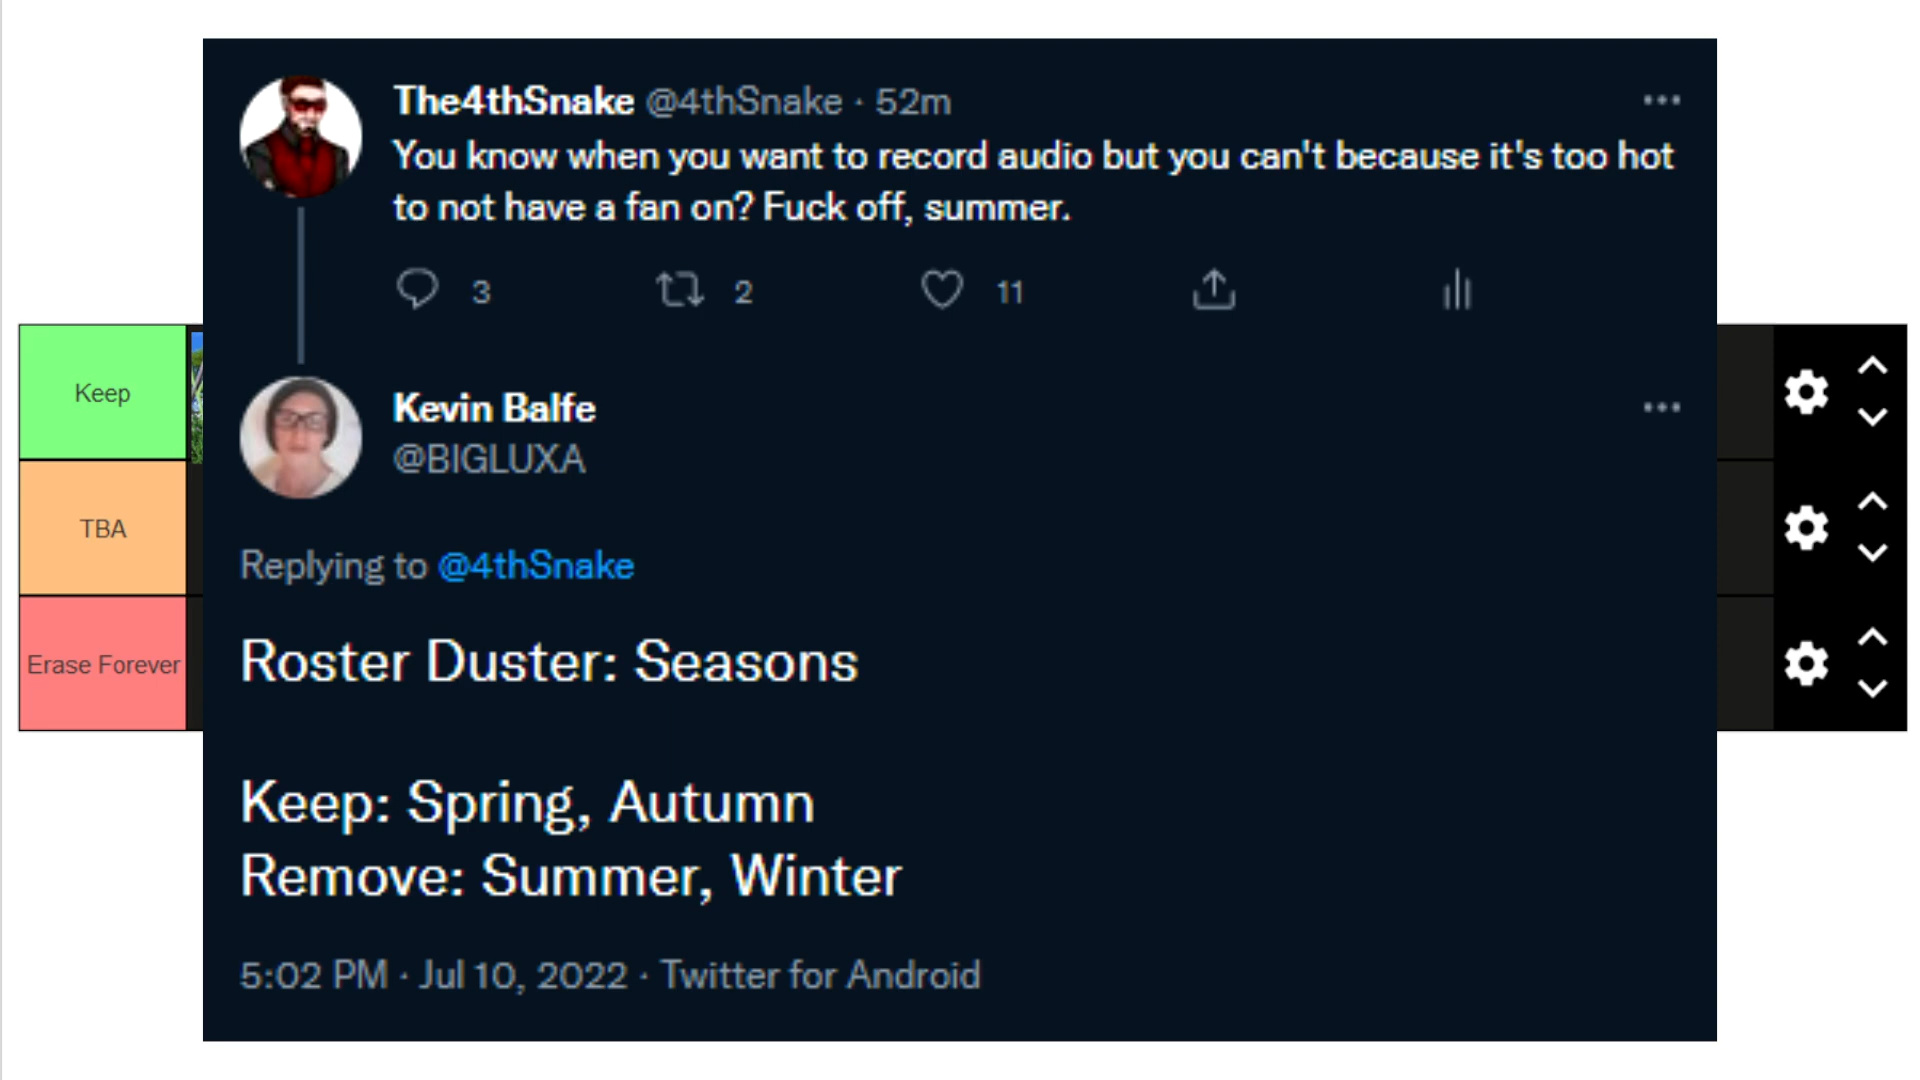 The4thSnake @4thSnake · 52m
You know when you want to record audio but you can't because it's too hot
to not have a fan on? Fuck off, summer.
3 2 11
Keep
TBA
Erase Forever
Kevin Balfe
@BIGLUXA
Replying to @4thSnake
Roster Duster: Seasons
Keep: Spring, Autumn
Remove: Summer, Winter
5:02 PM · Jul 10, 2022 · Twitter for Android